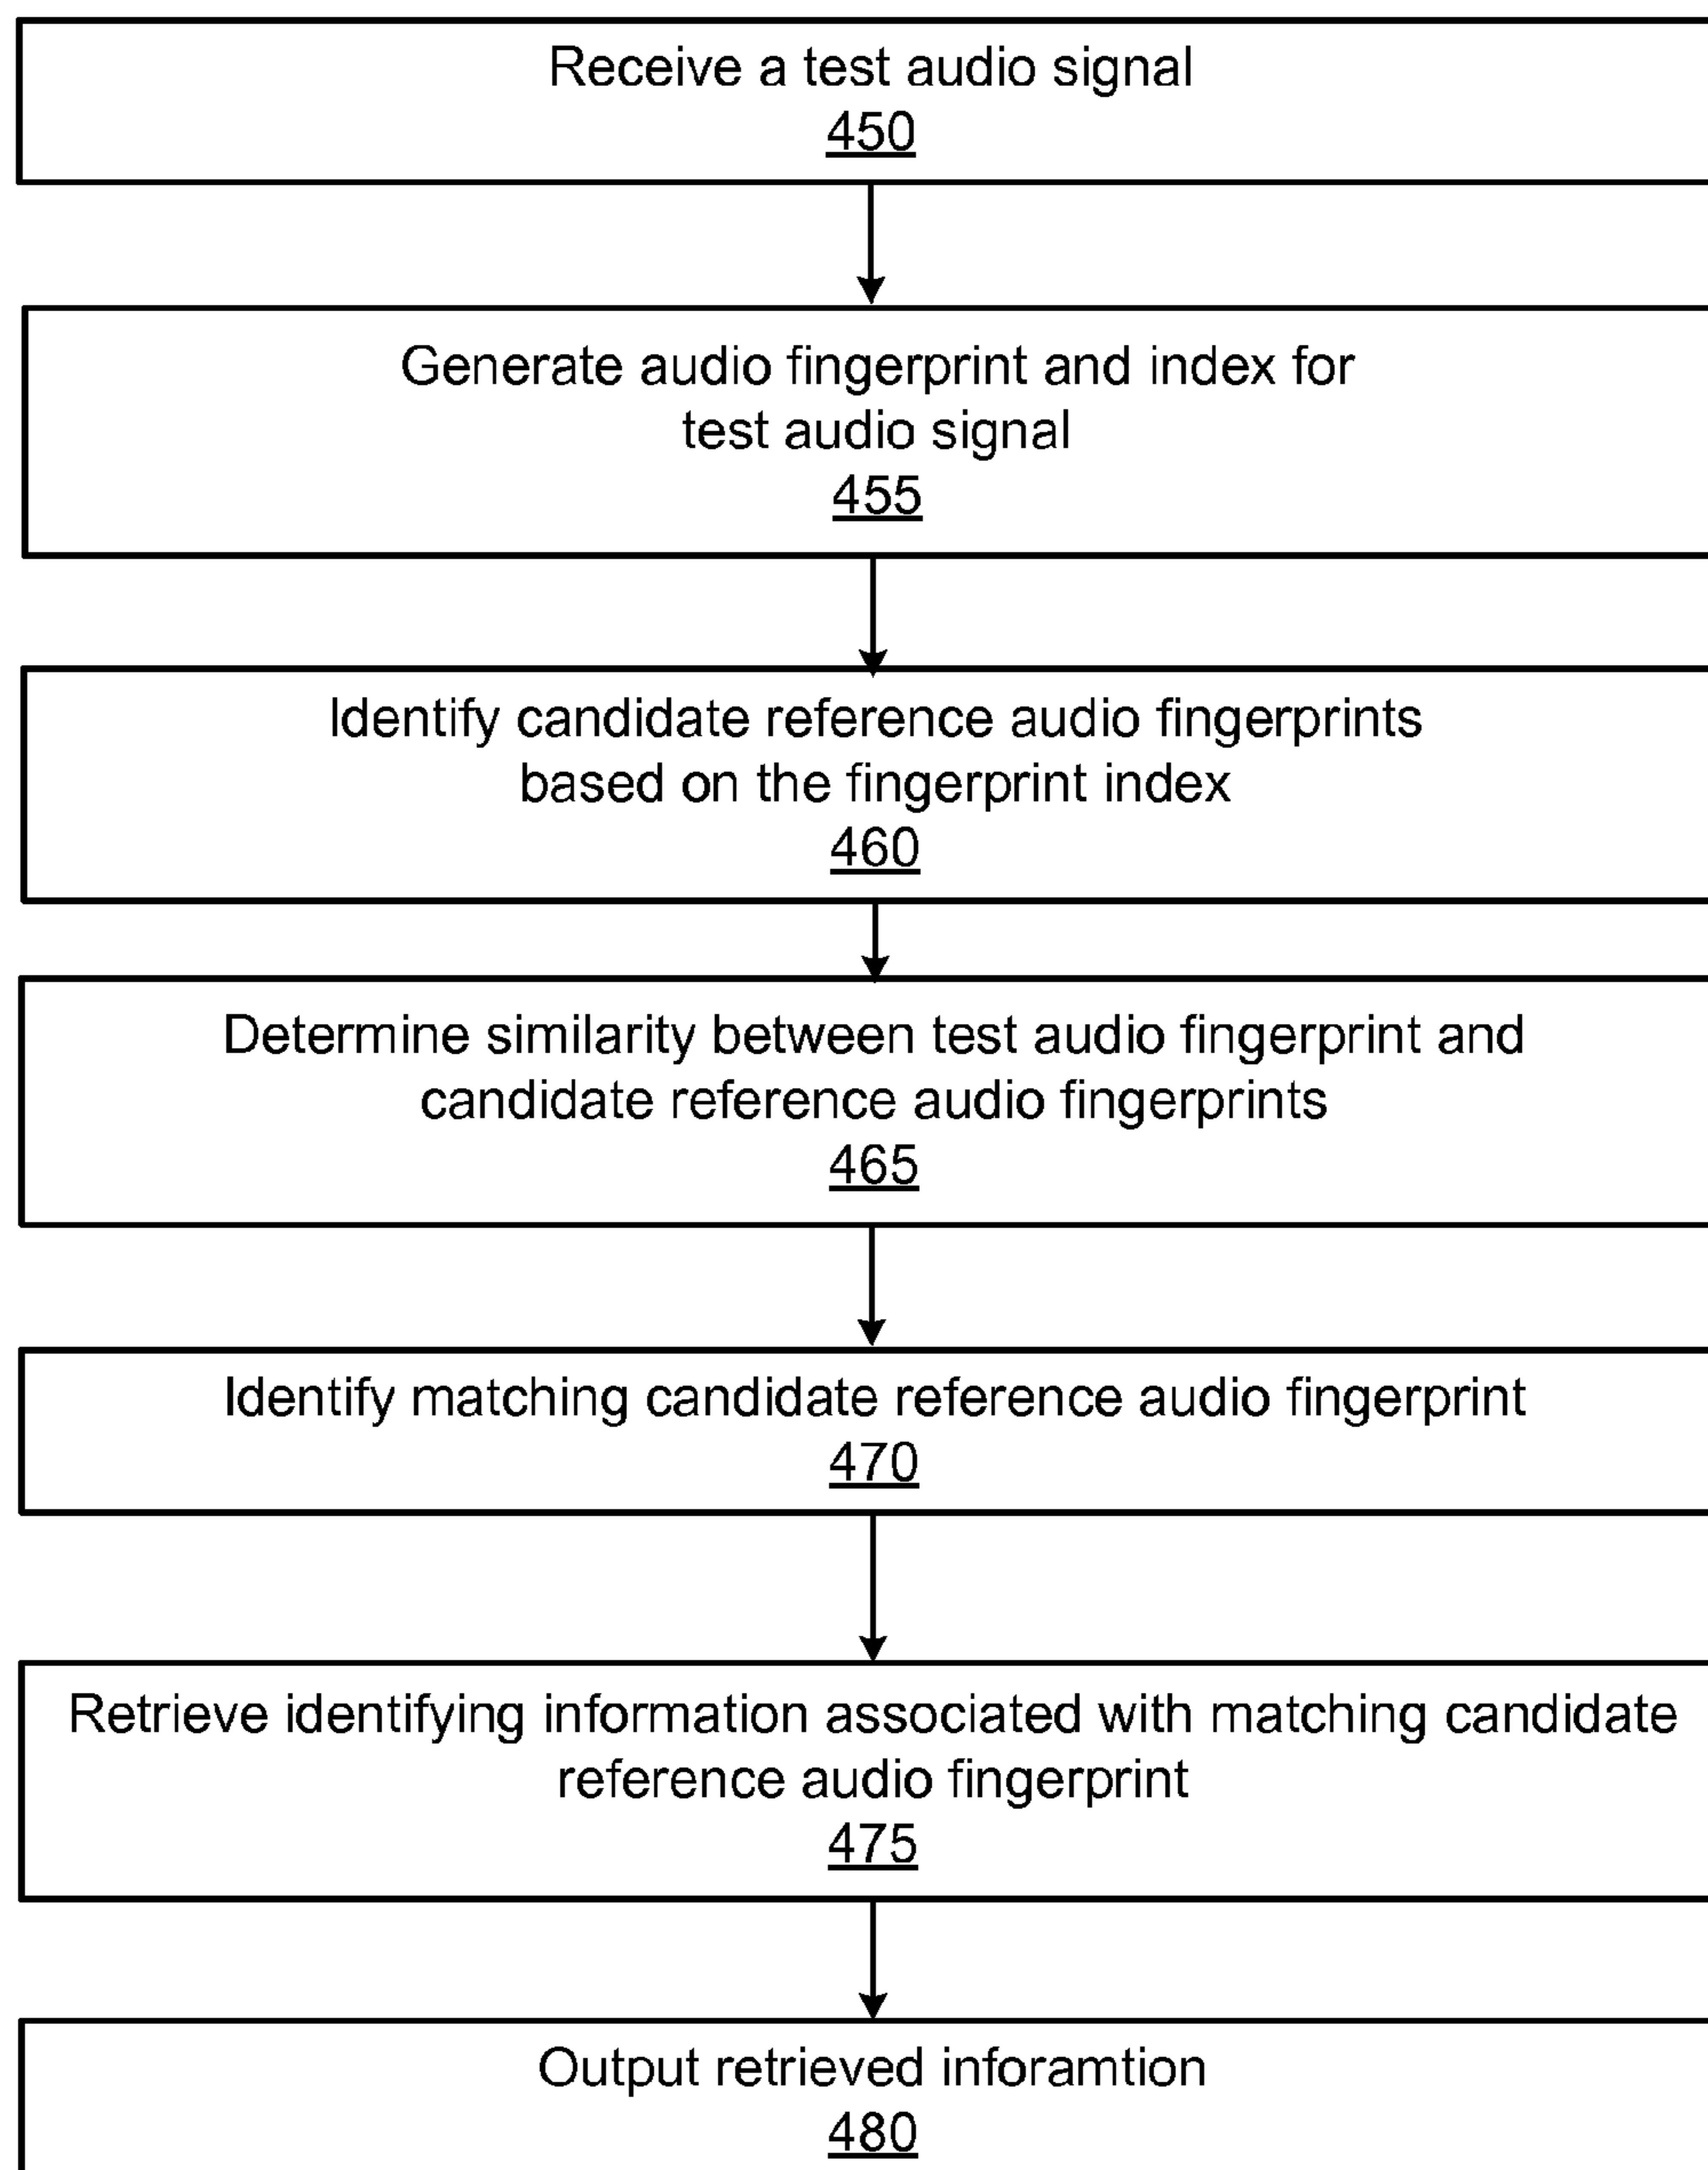 Receive a test audio signal
450
Generate audio fingerprint and index for
test audio signal
455
Identify candidate reference audio fingerprints
based on the fingerprint index
460
Determine similarity between test audio fingerprint and
candidate reference audio fingerprints
465
Identify matching candidate reference audio fingerprint
470
Retrieve identifying information associated with matching candidate
reference audio fingerprint
475
Output retrieved inforamtion
480